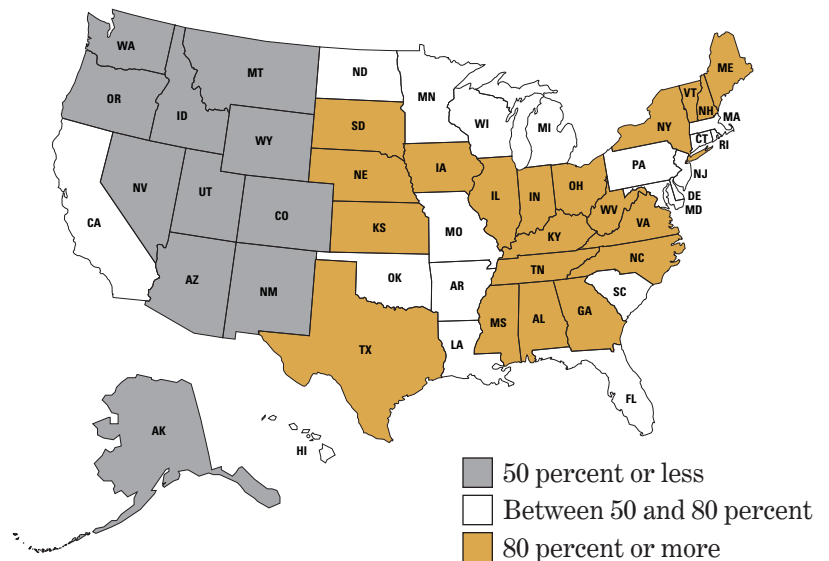 WA
MT
ND
MN
ME
VT
NH
MA
OR
ID
WY
SD
WI
MI
NY
CT
RI
NV
UT
CO
NE
IA
IL
IN
OH
PA
NJ
DE
MD
CA
KS
MO
WV
VA
KY
AZ
NM
OK
AR
TN
NC
SC
TX
LA
MS
AL
GA
FL
AK
HI
50 percent or less
Between 50 and 80 percent
80 percent or more